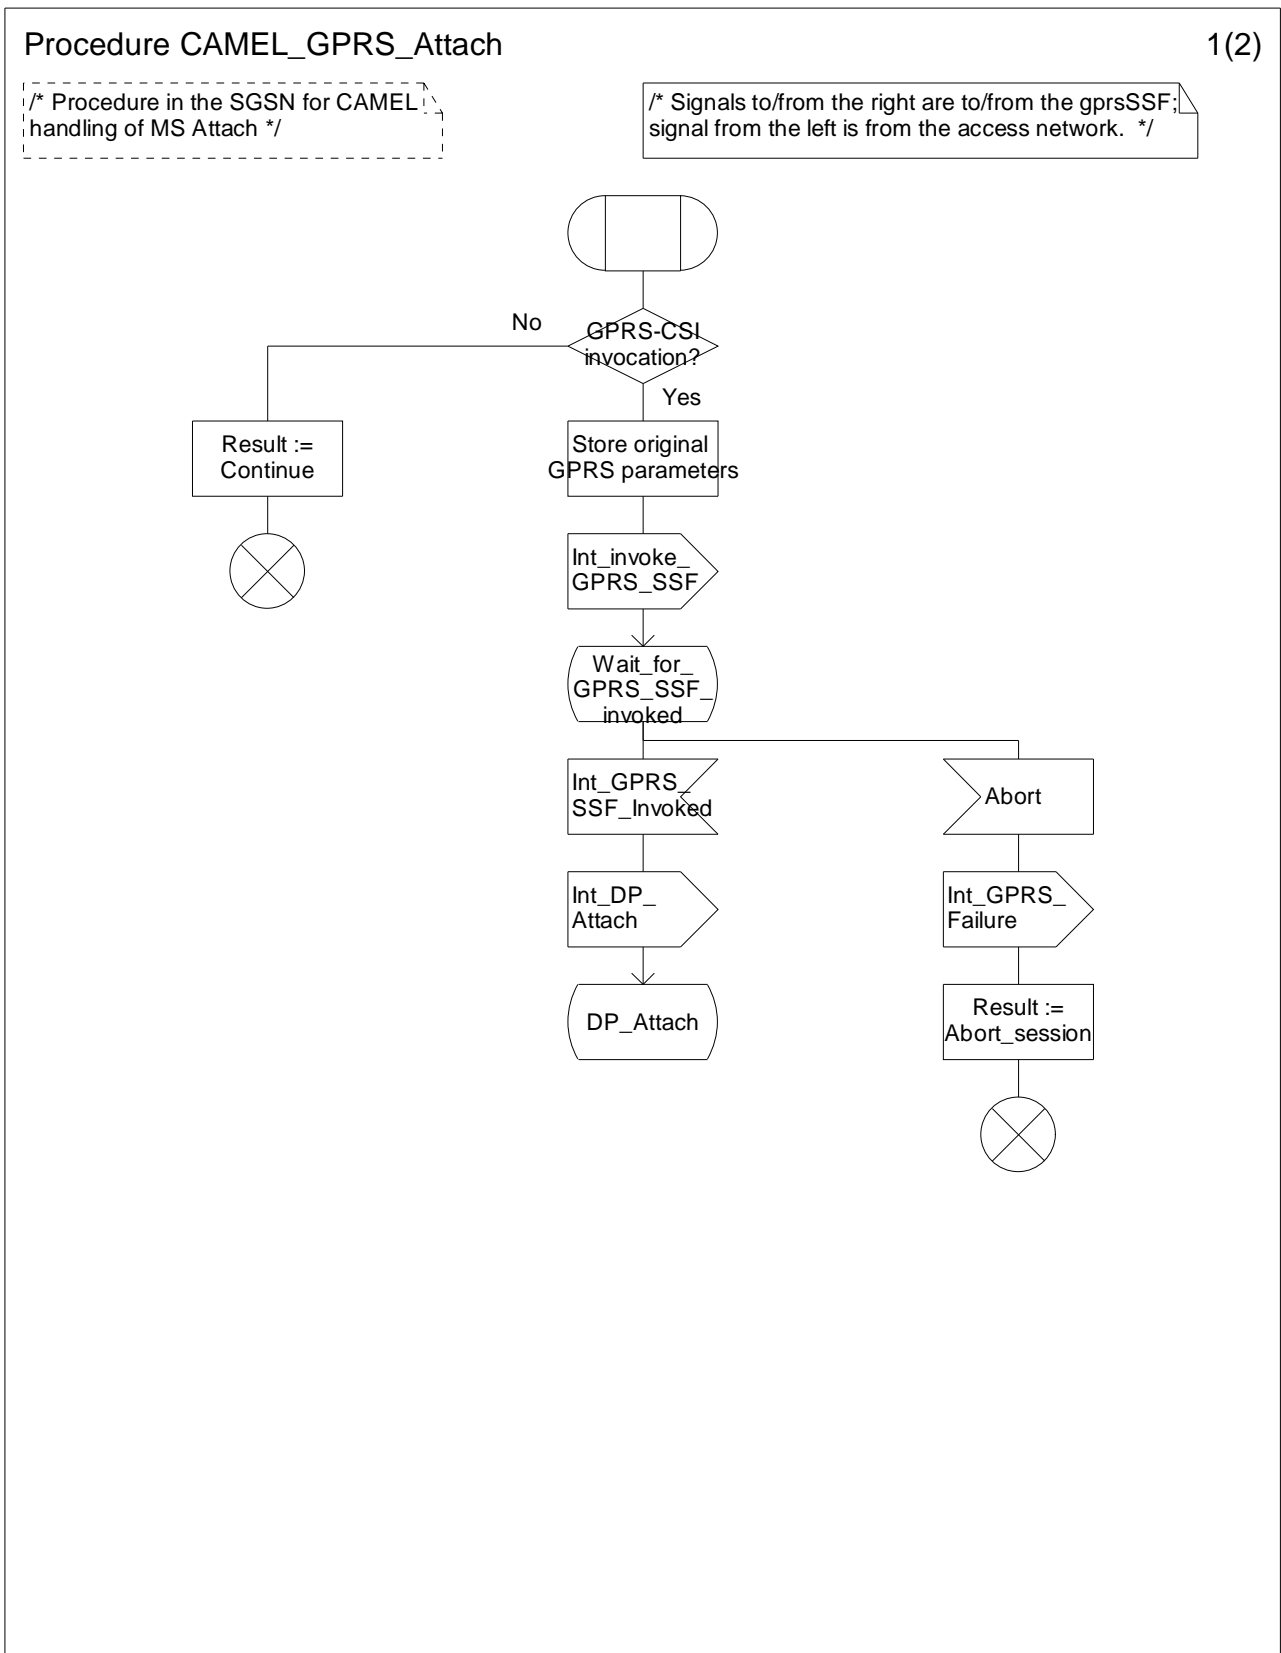 Procedure CAMEL_GPRS_Attach
1(2)
/* Procedure in the SGSN for CAMEL
handling of MS Attach */
/* Signals to/from the right are to/from the gprsSSF;
signal from the left is from the access network.  */
GPRS-CSI
invocation?
No
Yes
Result :=
Continue
Store original
GPRS parameters
Int_invoke_
GPRS_SSF
Wait_for_
GPRS_SSF_
invoked
Int_GPRS_
SSF_Invoked
Abort
Int_DP_
Attach
Int_GPRS_
Failure
DP_Attach
Result :=
Abort_session